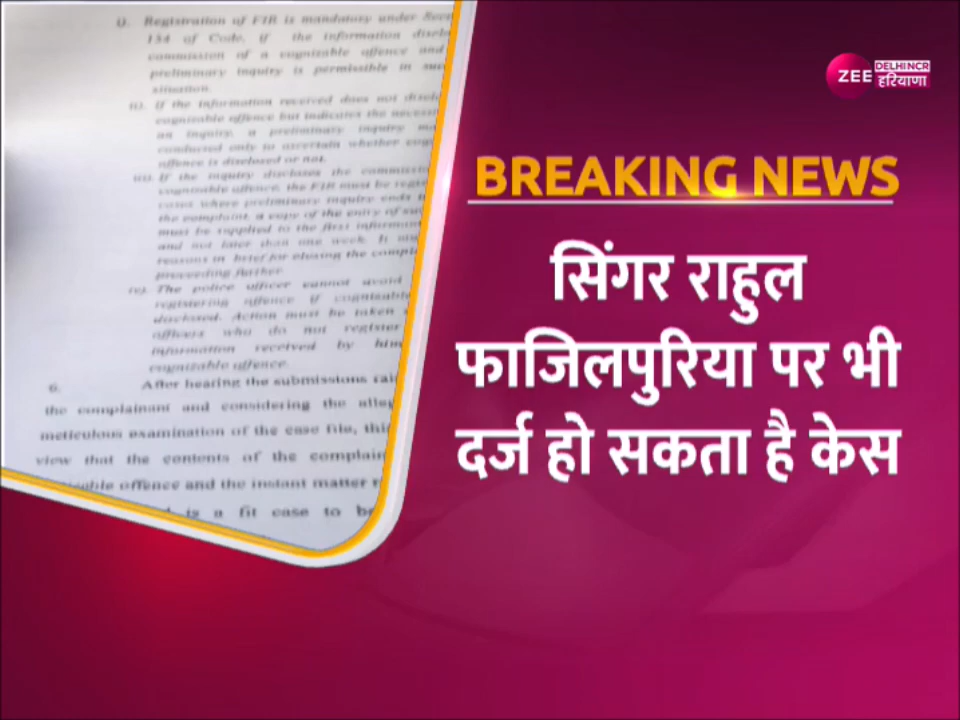 i). Registration of FIR is mandatory under
154 of Code, if the information
commission of a cognizable offence and
preliminary inquiry is permissible in
situation.
ii). If the information received does not
cognizable offence but indicates the
an inquiry, a preliminary inquiry
conducted only to ascertain whether
offence is disclosed or not.
iii). If the inquiry discloses the
cognizable offence, the FIR must be
cases where preliminary inquiry ends
the complaint, a copy of the entry of
must be supplied to the first
and not later than one week. It
reasons in brief for closing the
proceeding further.
iv). The police officer cannot avoid
registering offence if
disclosed. Action must be taken
officers who do not register
information received by
cognizable offence.
6. After hearing the submissions
the complainant and considering the
meticulous examination of the case file,
view that the contents of the
offence and the instant matter
is a fit case to
ZEE DELHI NCR
हरियाणा
BREAKING NEWS
सिंगर राहुल
फाजिलपुरिया पर भी
दर्ज हो सकता है केस